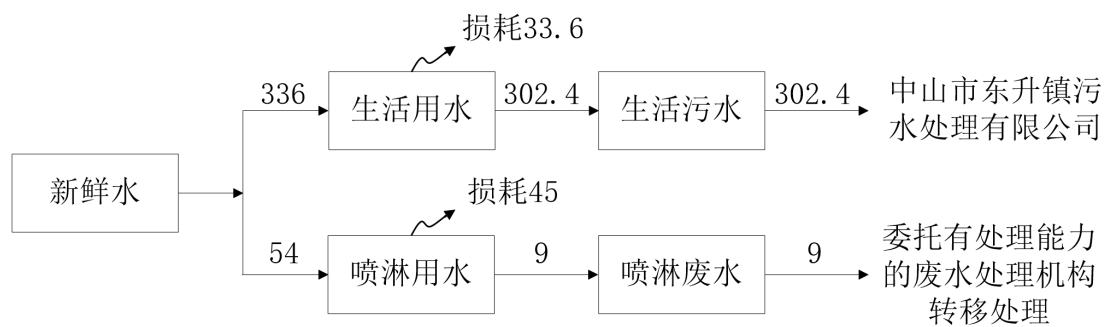 损耗33.6
336
生活用水
302.4
生活污水
302.4
中山市东升镇污
水处理有限公司
新鲜水
损耗45
54
喷淋用水
9
喷淋废水
9
委托有处理能力
的废水处理机构
转移处理